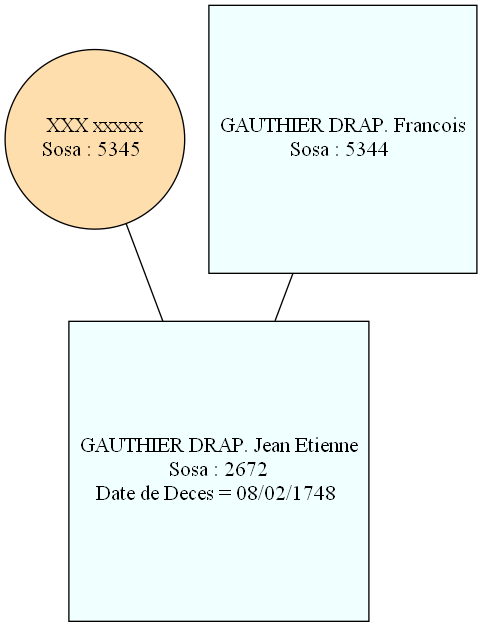 XXX xxxxx
Sosa : 5345
GAUTHIER DRAP. Francois
Sosa : 5344
GAUTHIER DRAP. Jean Etienne
Sosa : 2672
Date de Deces = 08/02/1748